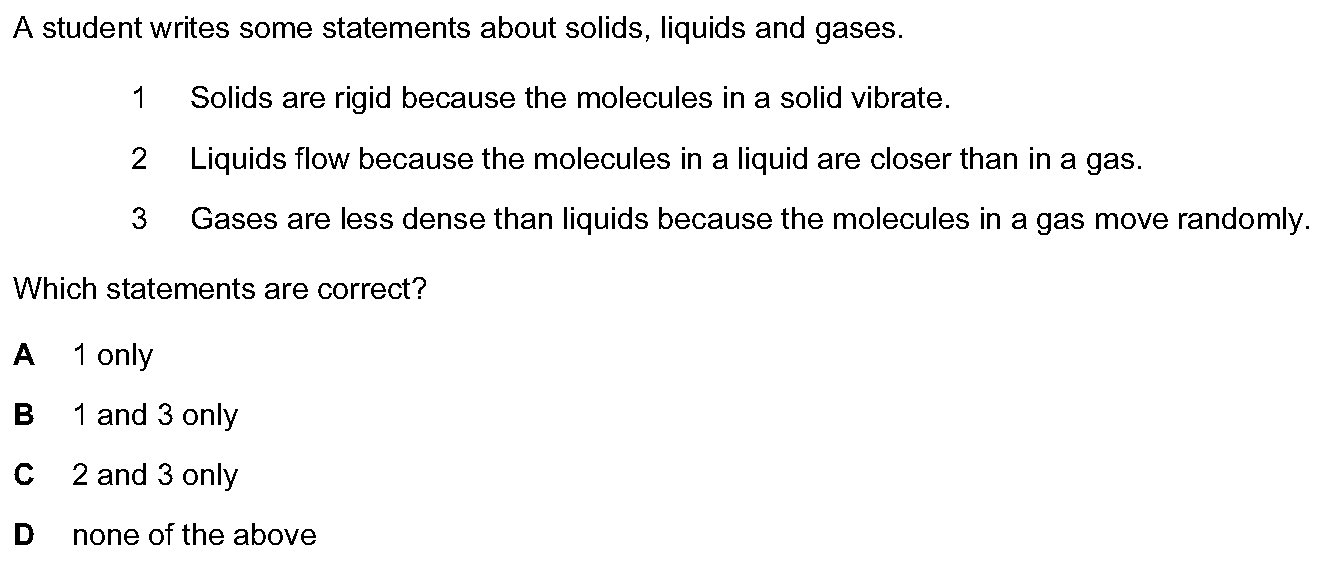 A student writes some statements about solids, liquids and gases.
1 Solids are rigid because the molecules in a solid vibrate.
2 Liquids flow because the molecules in a liquid are closer than in a gas.
3 Gases are less dense than liquids because the molecules in a gas move randomly.
Which statements are correct?
A 1 only
B 1 and 3 only
C 2 and 3 only
D none of the above